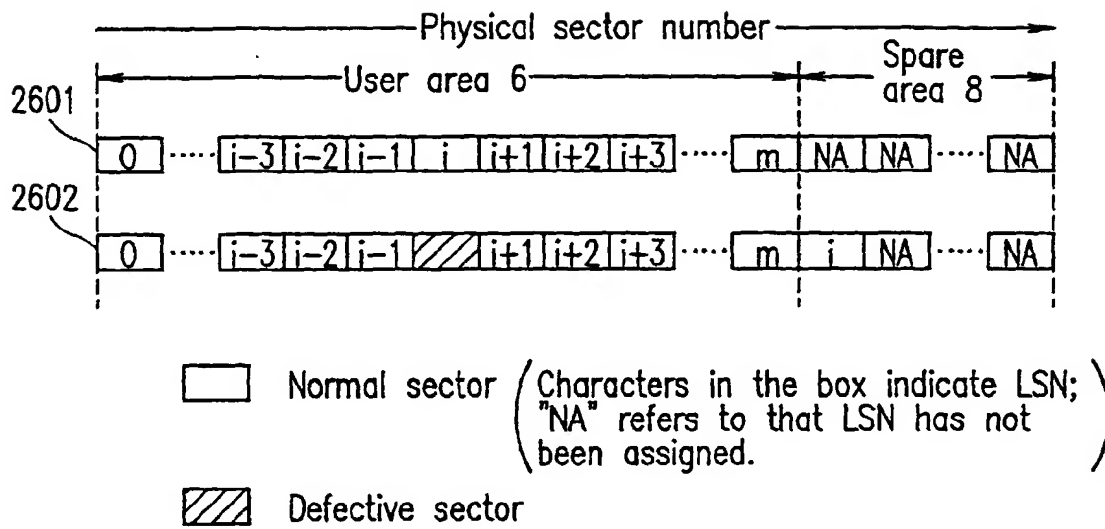 Physical sector number
User area 6
Spare
area 8
2601
0 ····· i-3 i-2 i-1 i i+1 i+2 i+3 ····· m NA NA ····· NA
2602
0 ····· i-3 i-2 i-1 i+1 i+2 i+3 ····· m i NA ····· NA
Normal sector (Characters in the box indicate LSN;
"NA" refers to that LSN has not
been assigned.)
Defective sector